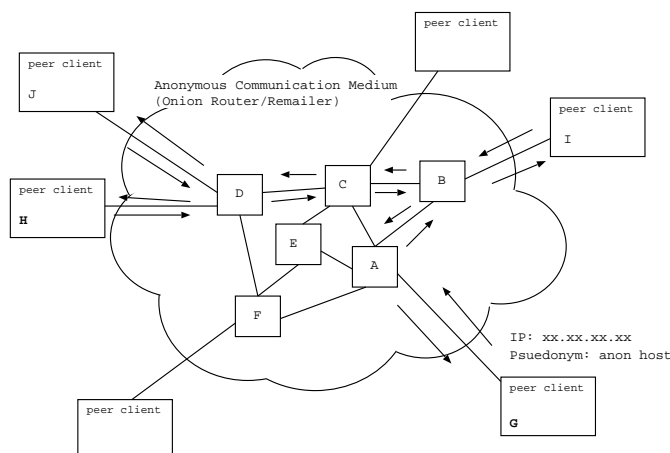 peer client
peer client
J
Anonymous Communication Medium
(Onion Router/Remailer)
peer client
I
peer client
H
D
C
B
E
A
F
IP: xx.xx.xx.xx
Psuedonym: anon host
peer client
G
peer client